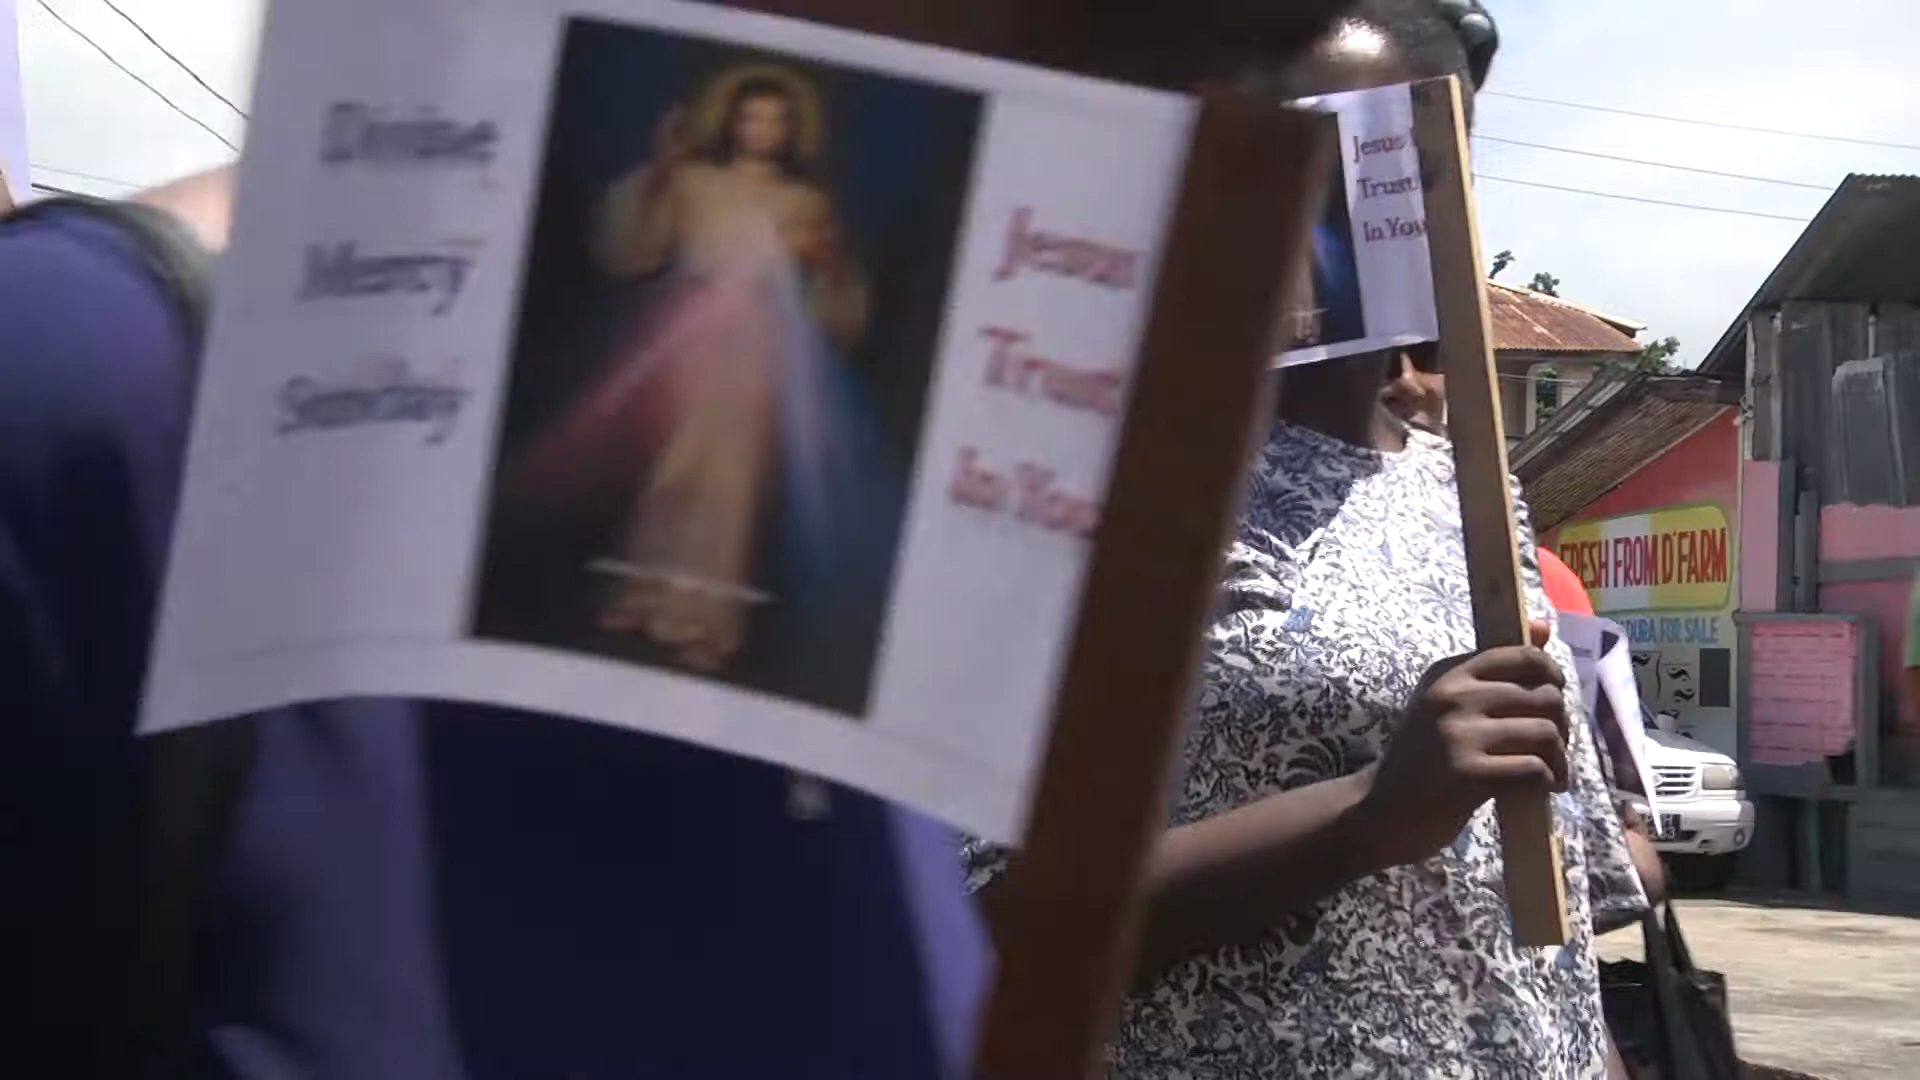 Divine
Mercy
Sunday
Jesus
Trust
In You
Jesus
Trust
In You
FRESH FROM D'FARM
FOR SALE